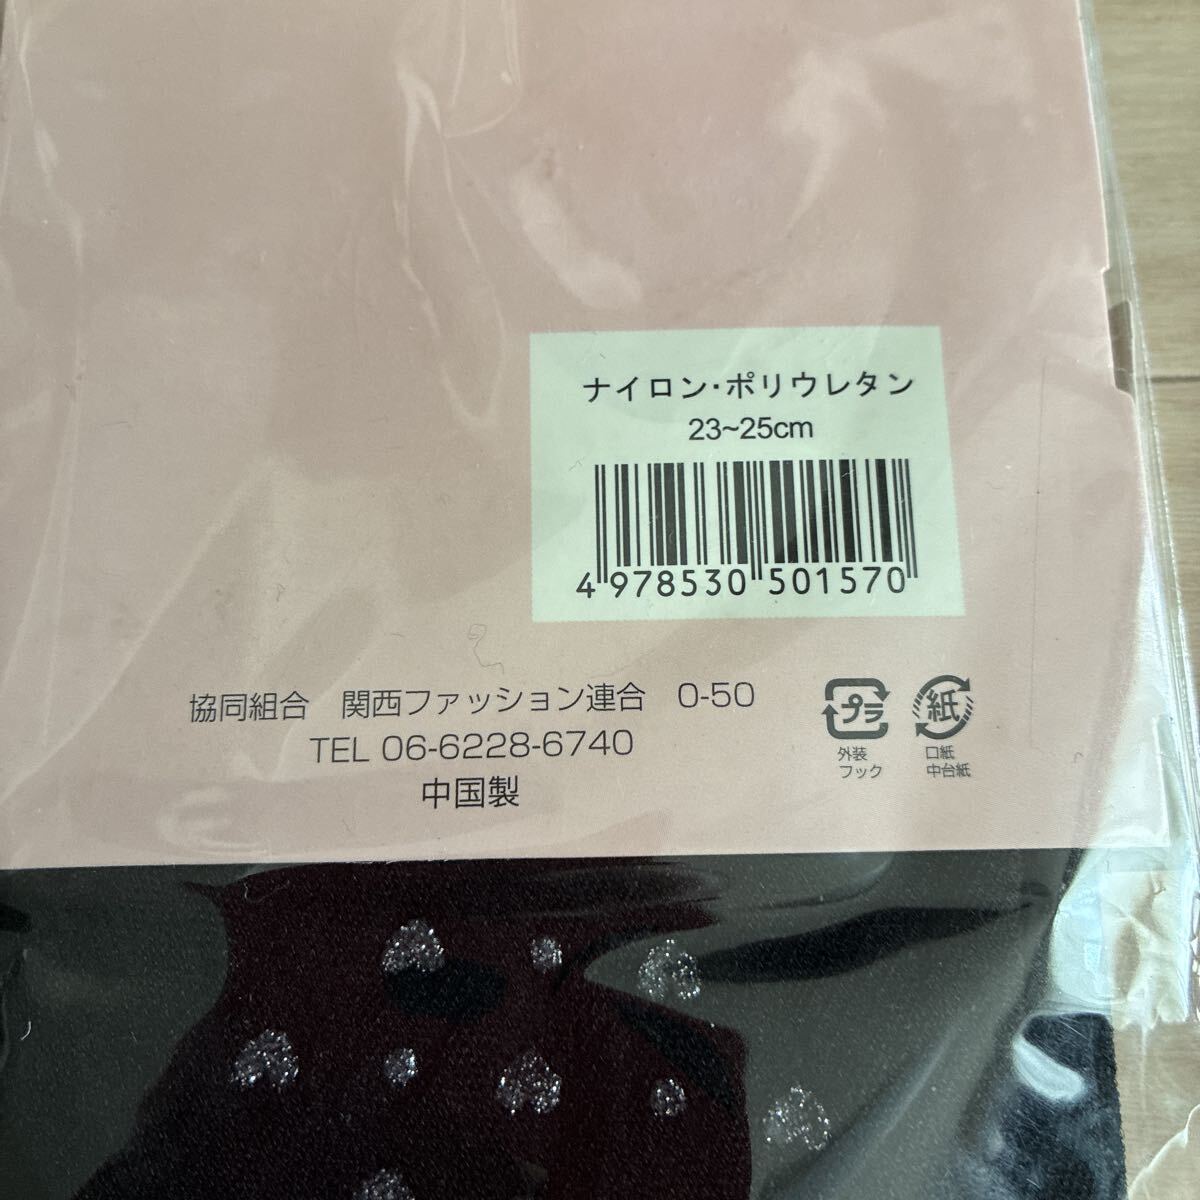 ナイロン・ポリウレタン
23~25cm
4 978530 501570
協同組合 関西ファッション連合 0-50
TEL 06-6228-6740
中国製
プラ
外装
フック
紙
口紙
中台紙